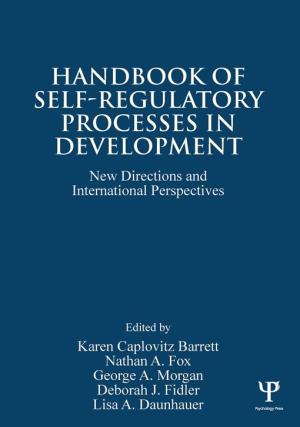 HANDBOOK OF
SELF-REGULATORY
PROCESSES IN
DEVELOPMENT
New Directions and
International Perspectives
Edited by
Karen Caplovitz Barrett
Nathan A. Fox
George A. Morgan
Deborah J. Fidler
Lisa A. Daunhauer
Psychology Press